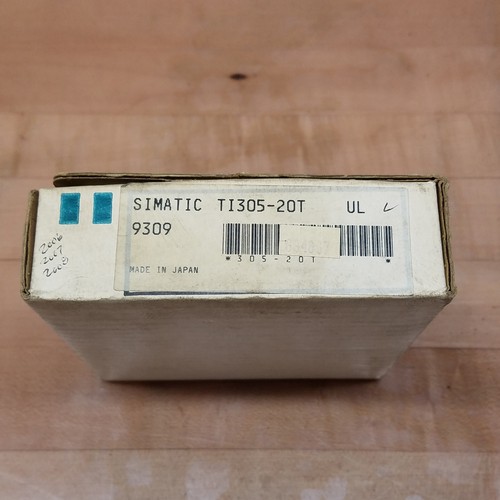 SIMATIC TI305-20T UL ✓
9309
*305-20T *
MADE IN JAPAN
2006
2007
2008